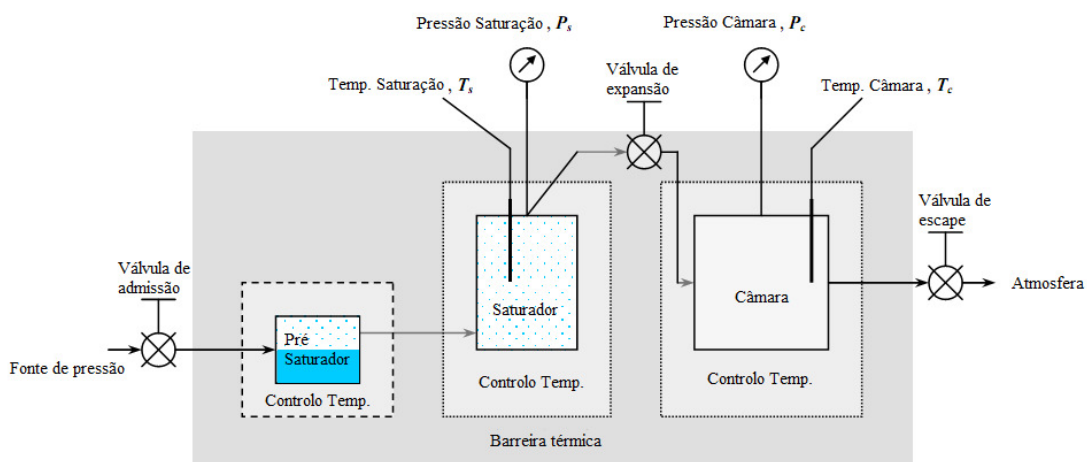 Pressão Saturação , Ps
Pressão Câmara , Pc
Temp. Saturação , Ts
Válvula de
expansão
Temp. Câmara , Tc
Válvula de
escape
Válvula de
admissão
Fonte de pressão
Pré
Saturador
Controlo Temp.
Saturador
Controlo Temp.
Câmara
Controlo Temp.
Atmosfera
Barreira térmica